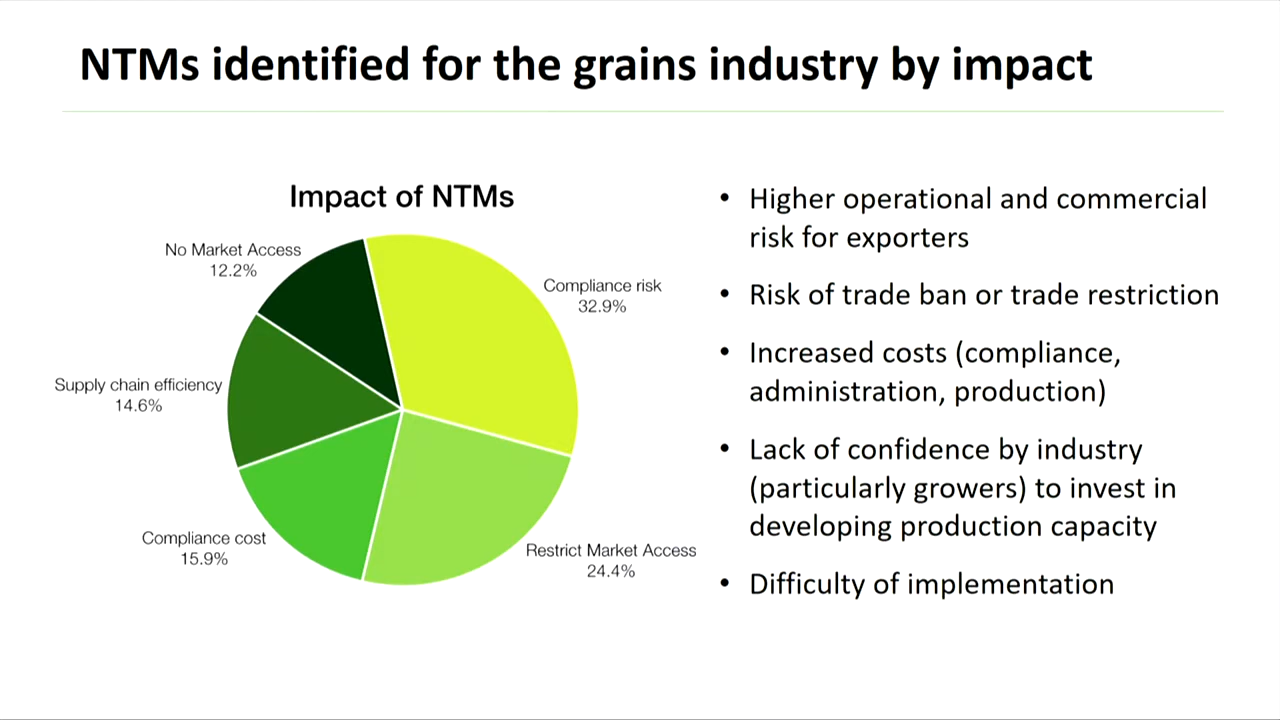 NTMs identified for the grains industry by impact
Impact of NTMs
No Market Access
12.2%
Compliance risk
32.9%
Supply chain efficiency
14.6%
Compliance cost
15.9%
Restrict Market Access
24.4%
• Higher operational and commercial
risk for exporters
• Risk of trade ban or trade restriction
• Increased costs (compliance,
administration, production)
• Lack of confidence by industry
(particularly growers) to invest in
developing production capacity
• Difficulty of implementation